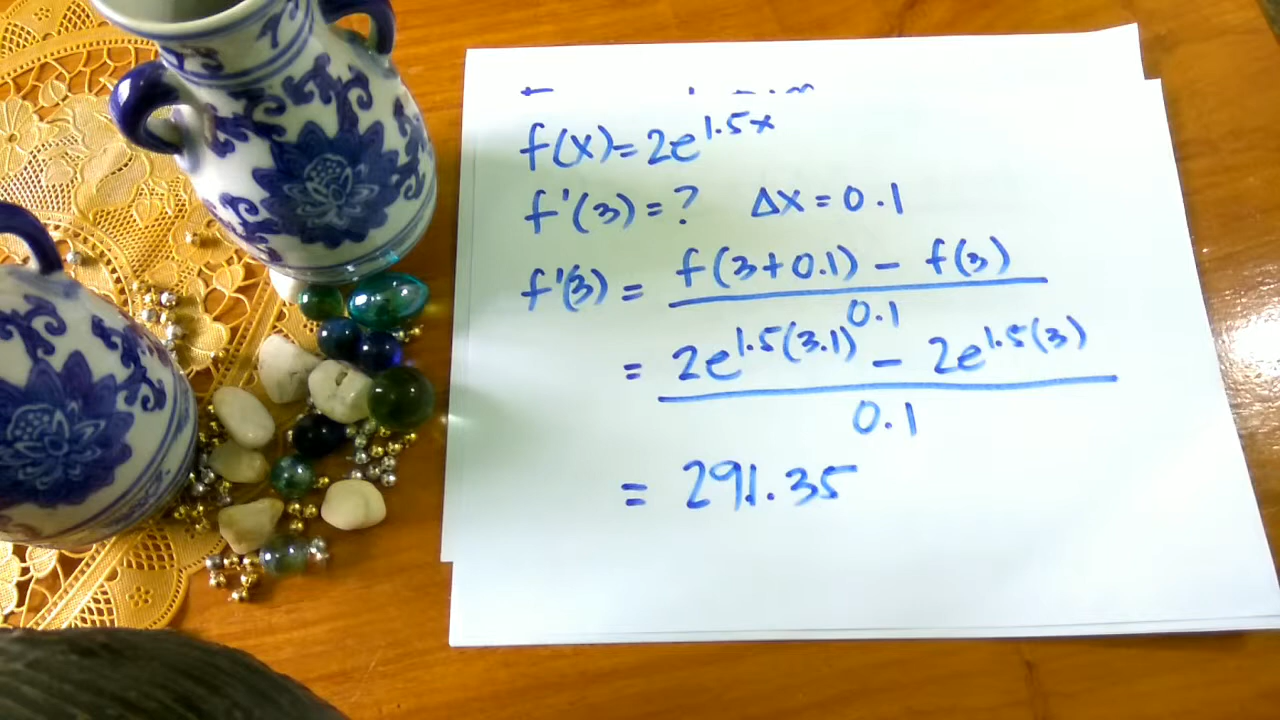 f(x)= 2e^1.5x
f'(3) = ? Δx = 0.1
f'(3) = f(3+0.1) - f(3)
0.1
= 2e^1.5(3.1) - 2e^1.5(3)
0.1
= 291.35